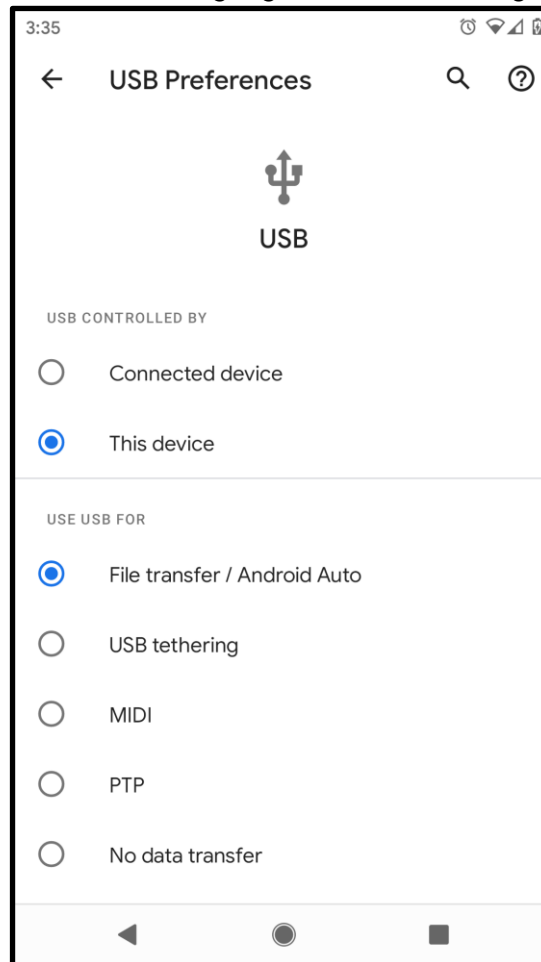 3:35
USB Preferences
USB
USB CONTROLLED BY
Connected device
This device
USE USB FOR
File transfer / Android Auto
USB tethering
MIDI
PTP
No data transfer